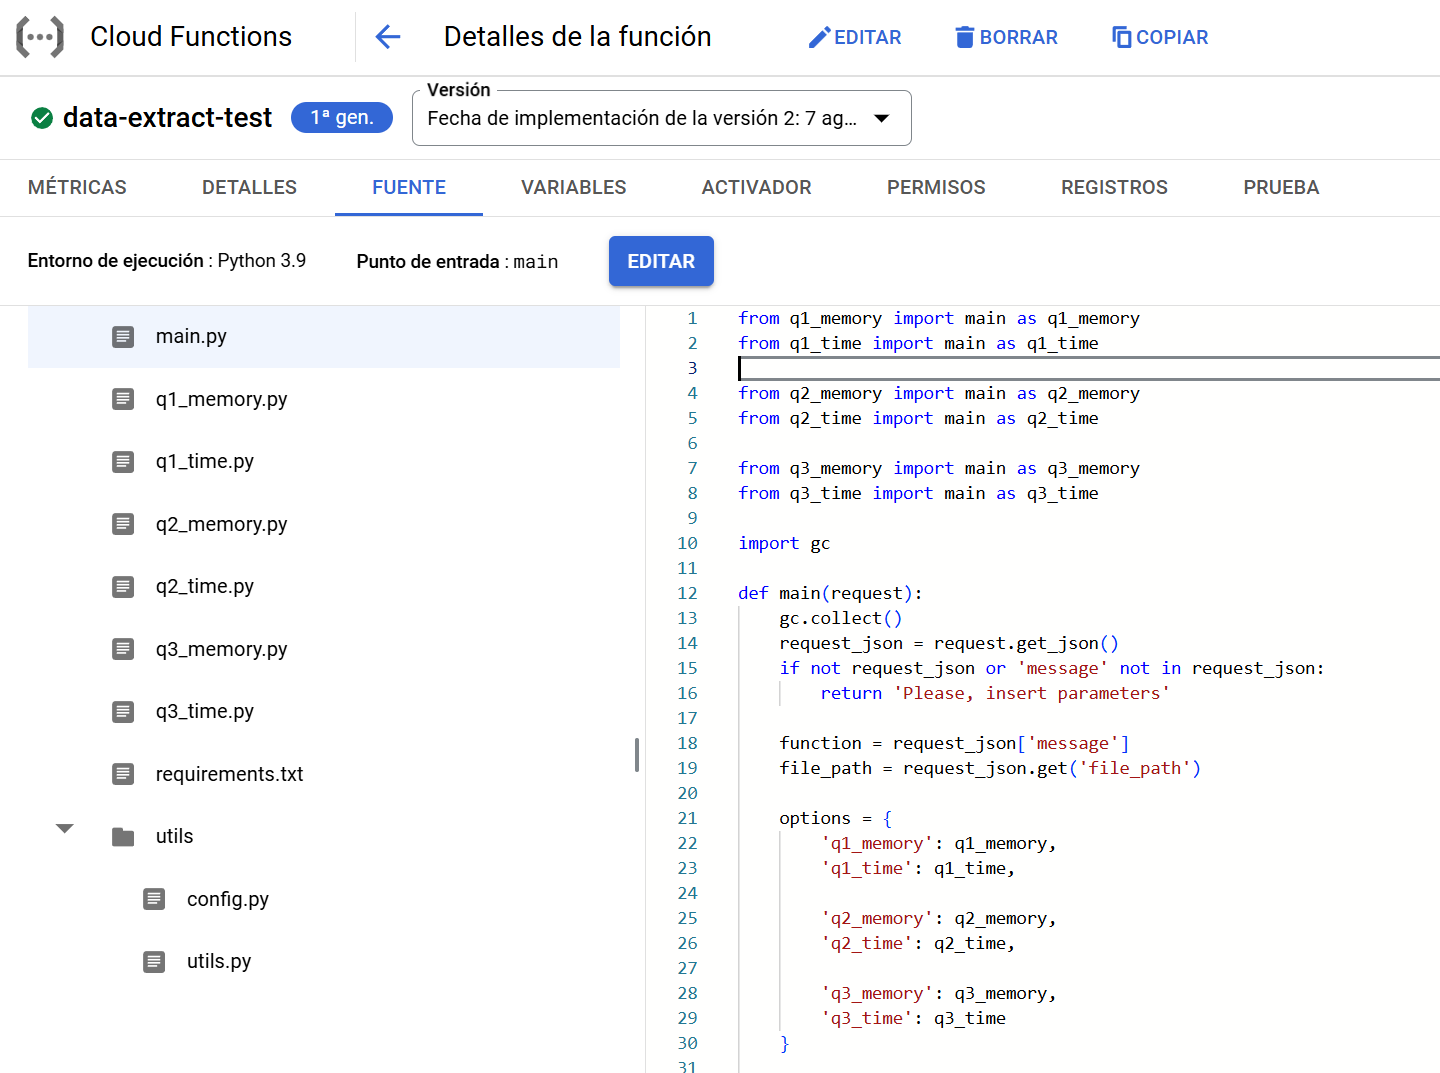 Cloud Functions
Detalles de la función
EDITAR
BORRAR
COPIAR
data-extract-test
1ª gen.
Versión
Fecha de implementación de la versión 2: 7 ag...
MÉTRICAS
DETALLES
FUENTE
VARIABLES
ACTIVADOR
PERMISOS
REGISTROS
PRUEBA
Entorno de ejecución : Python 3.9
Punto de entrada : main
EDITAR
main.py
q1_memory.py
q1_time.py
q2_memory.py
q2_time.py
q3_memory.py
q3_time.py
requirements.txt
utils
config.py
utils.py
1 from q1_memory import main as q1_memory
2 from q1_time import main as q1_time
3
4 from q2_memory import main as q2_memory
5 from q2_time import main as q2_time
6
7 from q3_memory import main as q3_memory
8 from q3_time import main as q3_time
9
10 import gc
11
12 def main(request):
13     gc.collect()
14     request_json = request.get_json()
15     if not request_json or 'message' not in request_json:
16         return 'Please, insert parameters'
17
18     function = request_json['message']
19     file_path = request_json.get('file_path')
20
21     options = {
22         'q1_memory': q1_memory,
23         'q1_time': q1_time,
24
25         'q2_memory': q2_memory,
26         'q2_time': q2_time,
27
28         'q3_memory': q3_memory,
29         'q3_time': q3_time
30     }
31